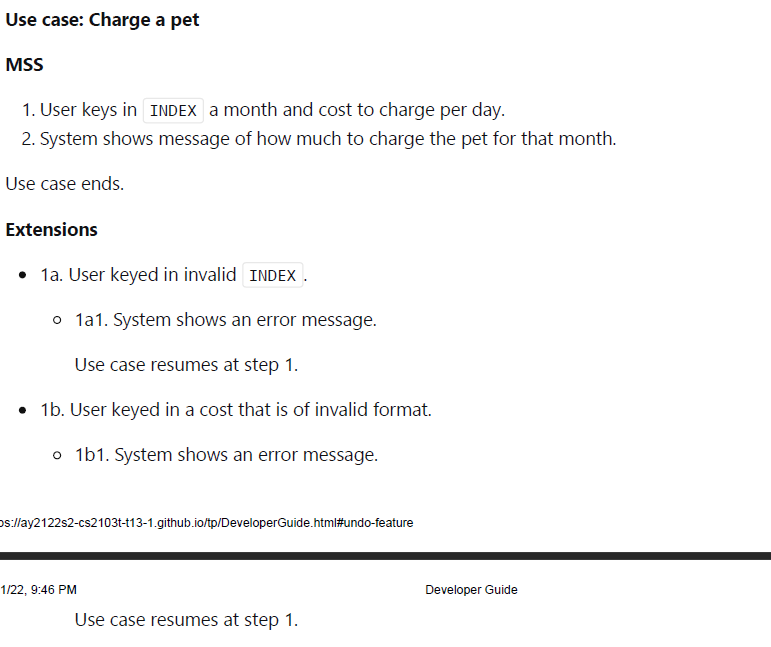 Use case: Charge a pet
MSS
1. User keys in INDEX a month and cost to charge per day.
2. System shows message of how much to charge the pet for that month.
Use case ends.
Extensions
• 1a. User keyed in invalid INDEX.
○ 1a1. System shows an error message.
Use case resumes at step 1.
• 1b. User keyed in a cost that is of invalid format.
○ 1b1. System shows an error message.
ps://ay2122s2-cs2103t-t13-1.github.io/tp/DeveloperGuide.html#undo-feature
1/22, 9:46 PM Developer Guide
Use case resumes at step 1.